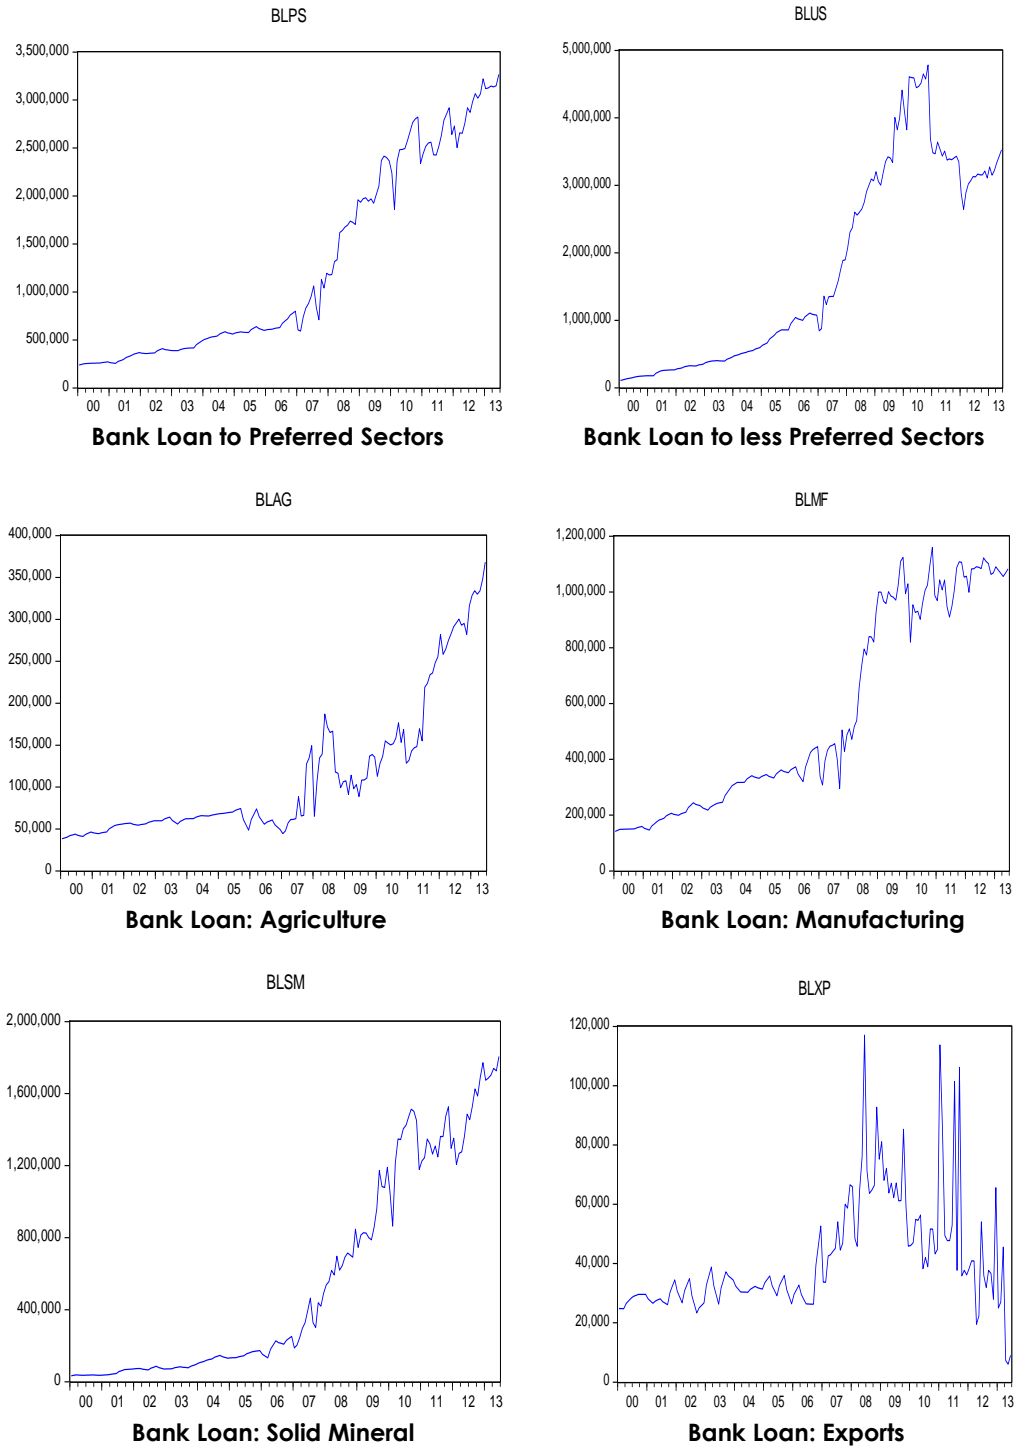 BLPS
3,500,000
3,000,000
2,500,000
2,000,000
1,500,000
1,000,000
500,000
0
00 01 02 03 04 05 06 07 08 09 10 11 12 13
Bank Loan to Preferred Sectors
BLUS
5,000,000
4,000,000
3,000,000
2,000,000
1,000,000
0
00 01 02 03 04 05 06 07 08 09 10 11 12 13
Bank Loan to less Preferred Sectors
BLAG
400,000
350,000
300,000
250,000
200,000
150,000
100,000
50,000
0
00 01 02 03 04 05 06 07 08 09 10 11 12 13
Bank Loan: Agriculture
BLMF
1,200,000
1,000,000
800,000
600,000
400,000
200,000
0
00 01 02 03 04 05 06 07 08 09 10 11 12 13
Bank Loan: Manufacturing
BLSM
2,000,000
1,600,000
1,200,000
800,000
400,000
0
00 01 02 03 04 05 06 07 08 09 10 11 12 13
Bank Loan: Solid Mineral
BLXP
120,000
100,000
80,000
60,000
40,000
20,000
0
00 01 02 03 04 05 06 07 08 09 10 11 12 13
Bank Loan: Exports